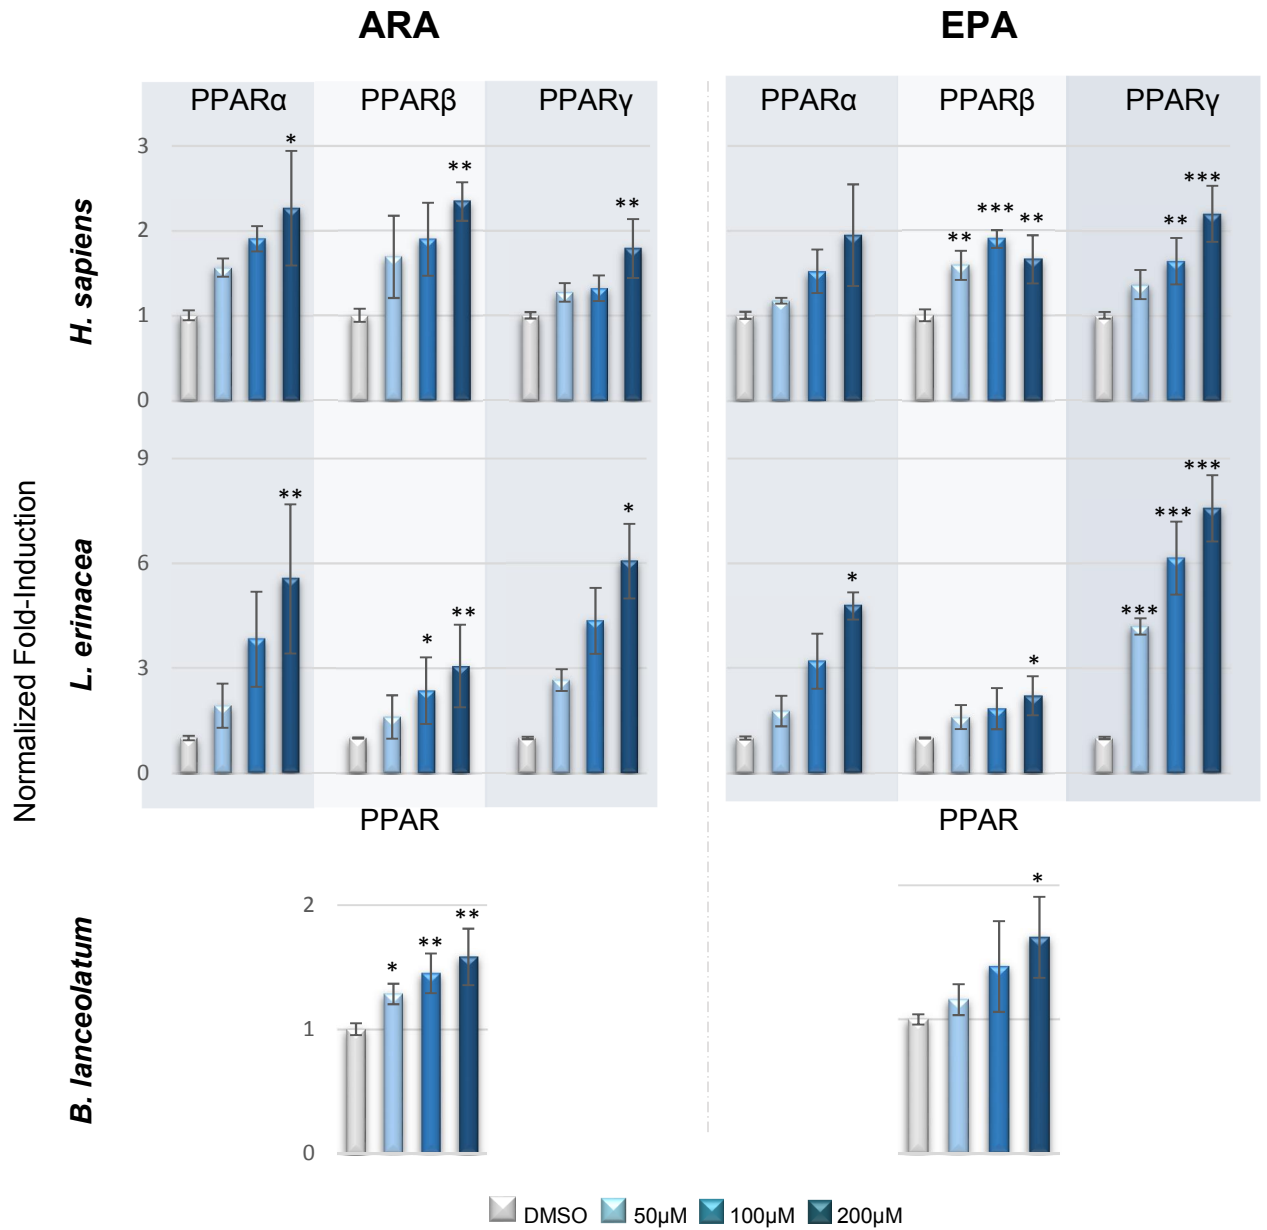 ARA EPA
PPARα PPARβ PPARγ PPARα PPARβ PPARγ
Normalized Fold-Induction
H. sapiens
3
2
1
0
* ** **
** *** ** ** ***
L. erinacea
9
6
3
0
** * ** *
* * *** *** ***
PPAR PPAR
B. lanceolatum
2
1
0
* ** **
*
DMSO 50µM 100µM 200µM